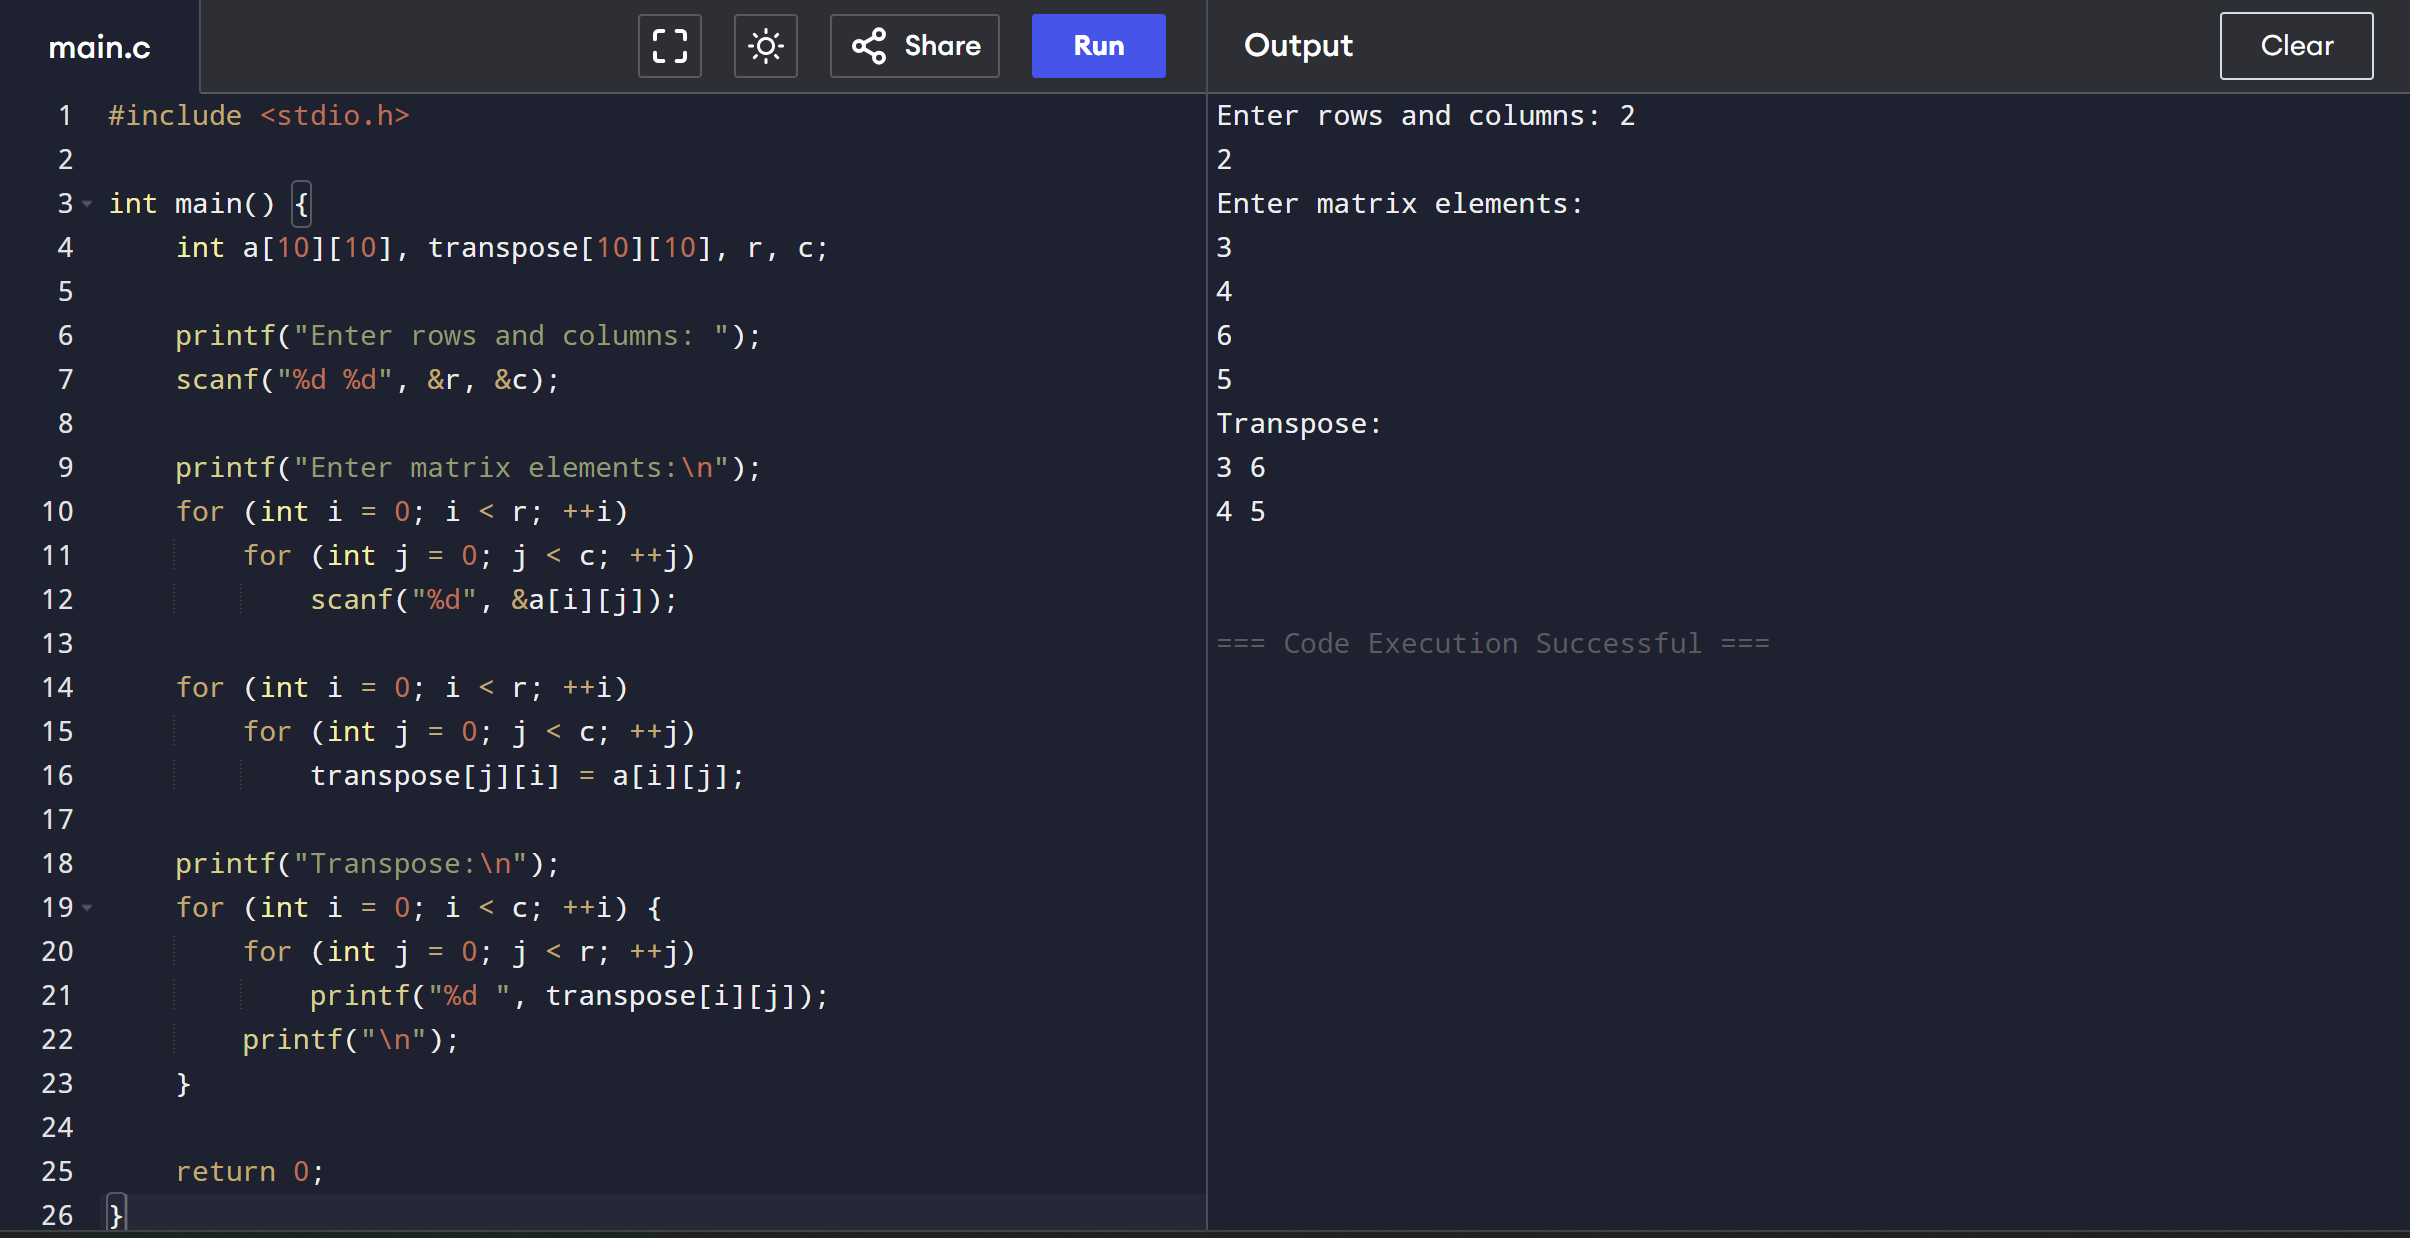 main.c
Share
Run
Output
Clear
1 #include <stdio.h>
2
3 int main() {
4     int a[10][10], transpose[10][10], r, c;
5
6     printf("Enter rows and columns: ");
7     scanf("%d %d", &r, &c);
8
9     printf("Enter matrix elements:\n");
10     for (int i = 0; i < r; ++i)
11         for (int j = 0; j < c; ++j)
12             scanf("%d", &a[i][j]);
13
14     for (int i = 0; i < r; ++i)
15         for (int j = 0; j < c; ++j)
16             transpose[j][i] = a[i][j];
17
18     printf("Transpose:\n");
19     for (int i = 0; i < c; ++i) {
20         for (int j = 0; j < r; ++j)
21             printf("%d ", transpose[i][j]);
22         printf("\n");
23     }
24
25     return 0;
26 }
Enter rows and columns: 2
2
Enter matrix elements:
3
4
6
5
Transpose:
3 6
4 5
=== Code Execution Successful ===